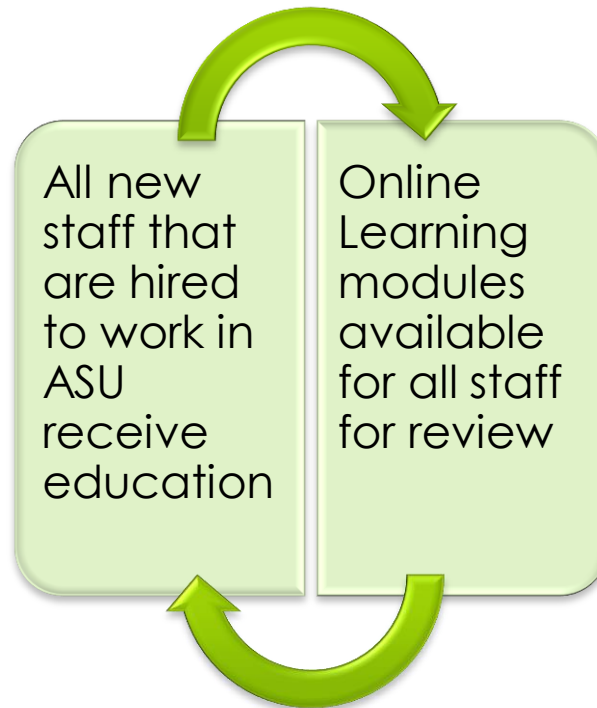 All new
staff that
are hired
to work in
ASU
receive
education
Online
Learning
modules
available
for all staff
for review